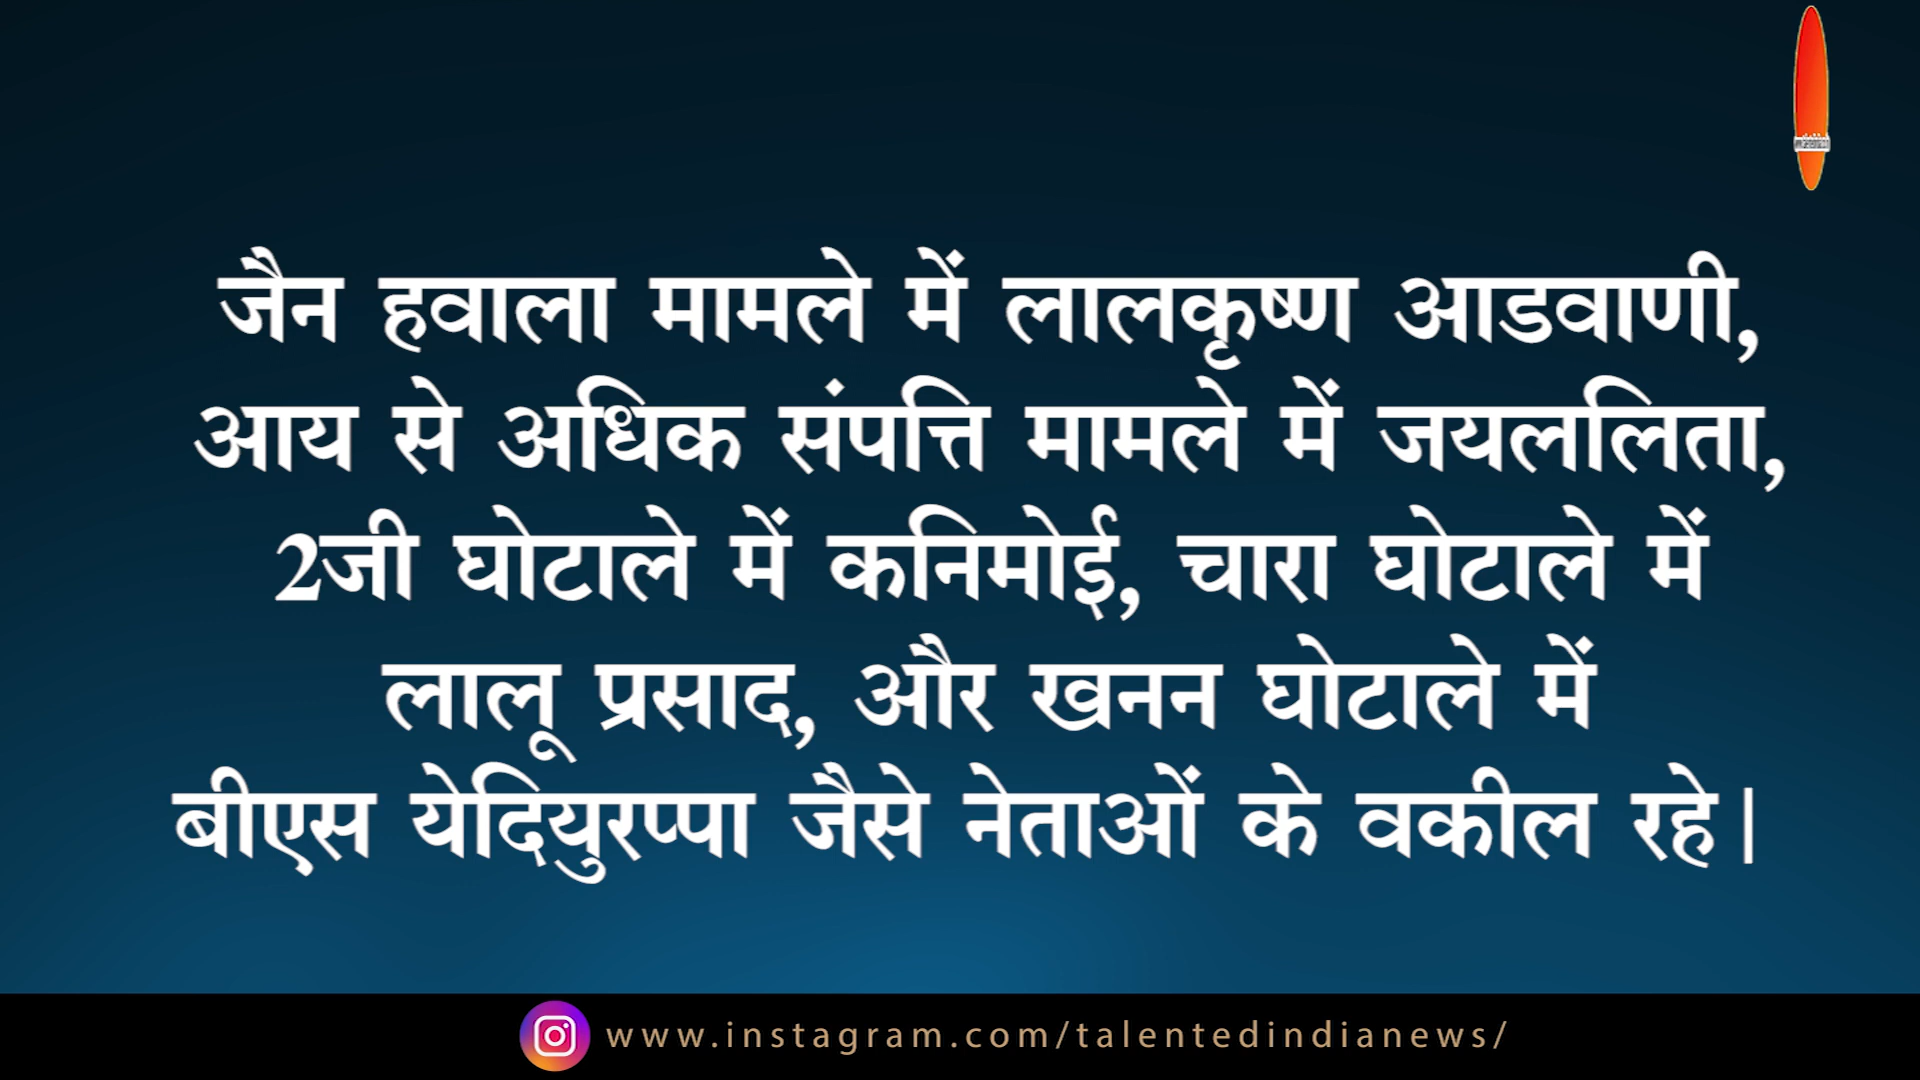 जैन हवाला मामले में लालकृष्ण आडवाणी,
आय से अधिक संपत्ति मामले में जयललिता,
2जी घोटाले में कनिमोई, चारा घोटाले में
लालू प्रसाद, और खनन घोटाले में
बीएस येदियुरप्पा जैसे नेताओं के वकील रहे।
www.instagram.com/talentedindianews/